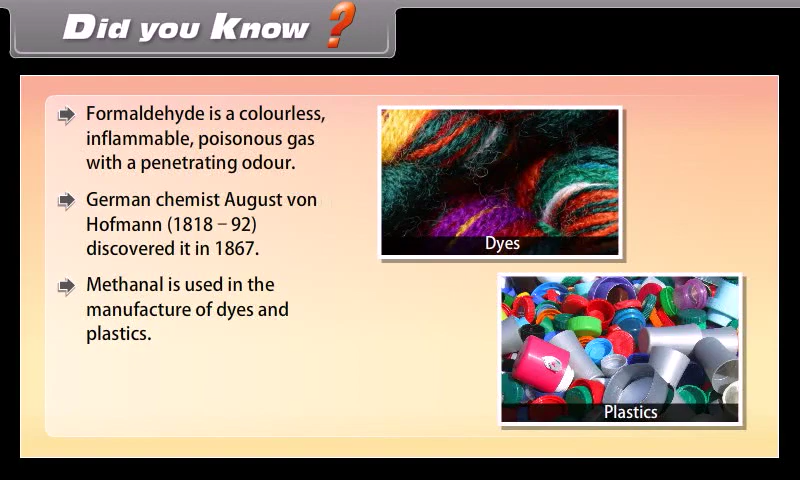 Did you Know ?
Formaldehyde is a colourless,
inflammable, poisonous gas
with a penetrating odour.
German chemist August von
Hofmann (1818 – 92)
discovered it in 1867.
Methanal is used in the
manufacture of dyes and
plastics.
Dyes
Plastics